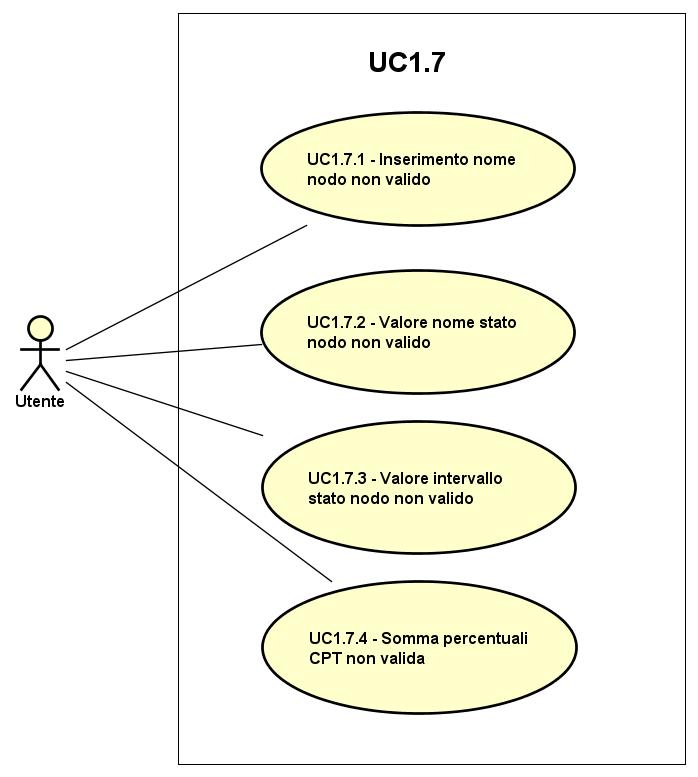 UC1.7
UC1.7.1 - Inserimento nome
nodo non valido
UC1.7.2 - Valore nome stato
nodo non valido
Utente
UC1.7.3 - Valore intervallo
stato nodo non valido
UC1.7.4 - Somma percentuali
CPT non valida